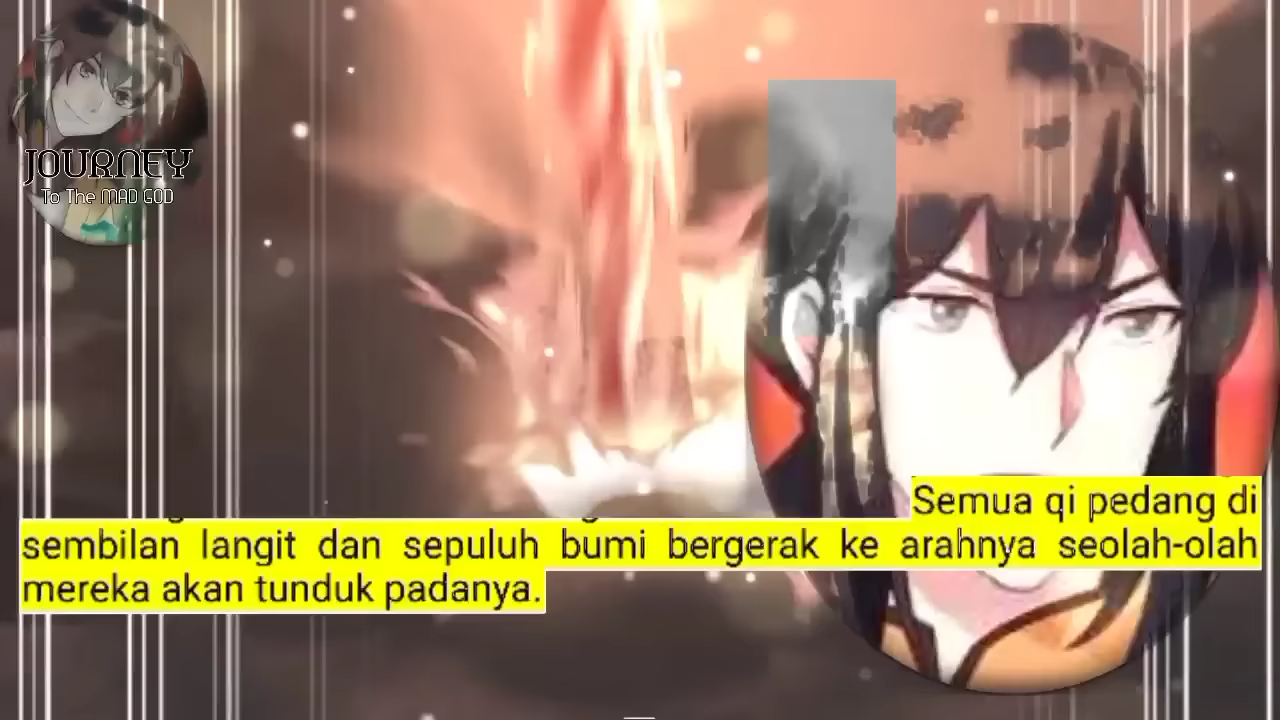 JOURNEY
To The MAD GOD
Semua qi pedang di
sembilan langit dan sepuluh bumi bergerak ke arahnya seolah-olah
mereka akan tunduk padanya.